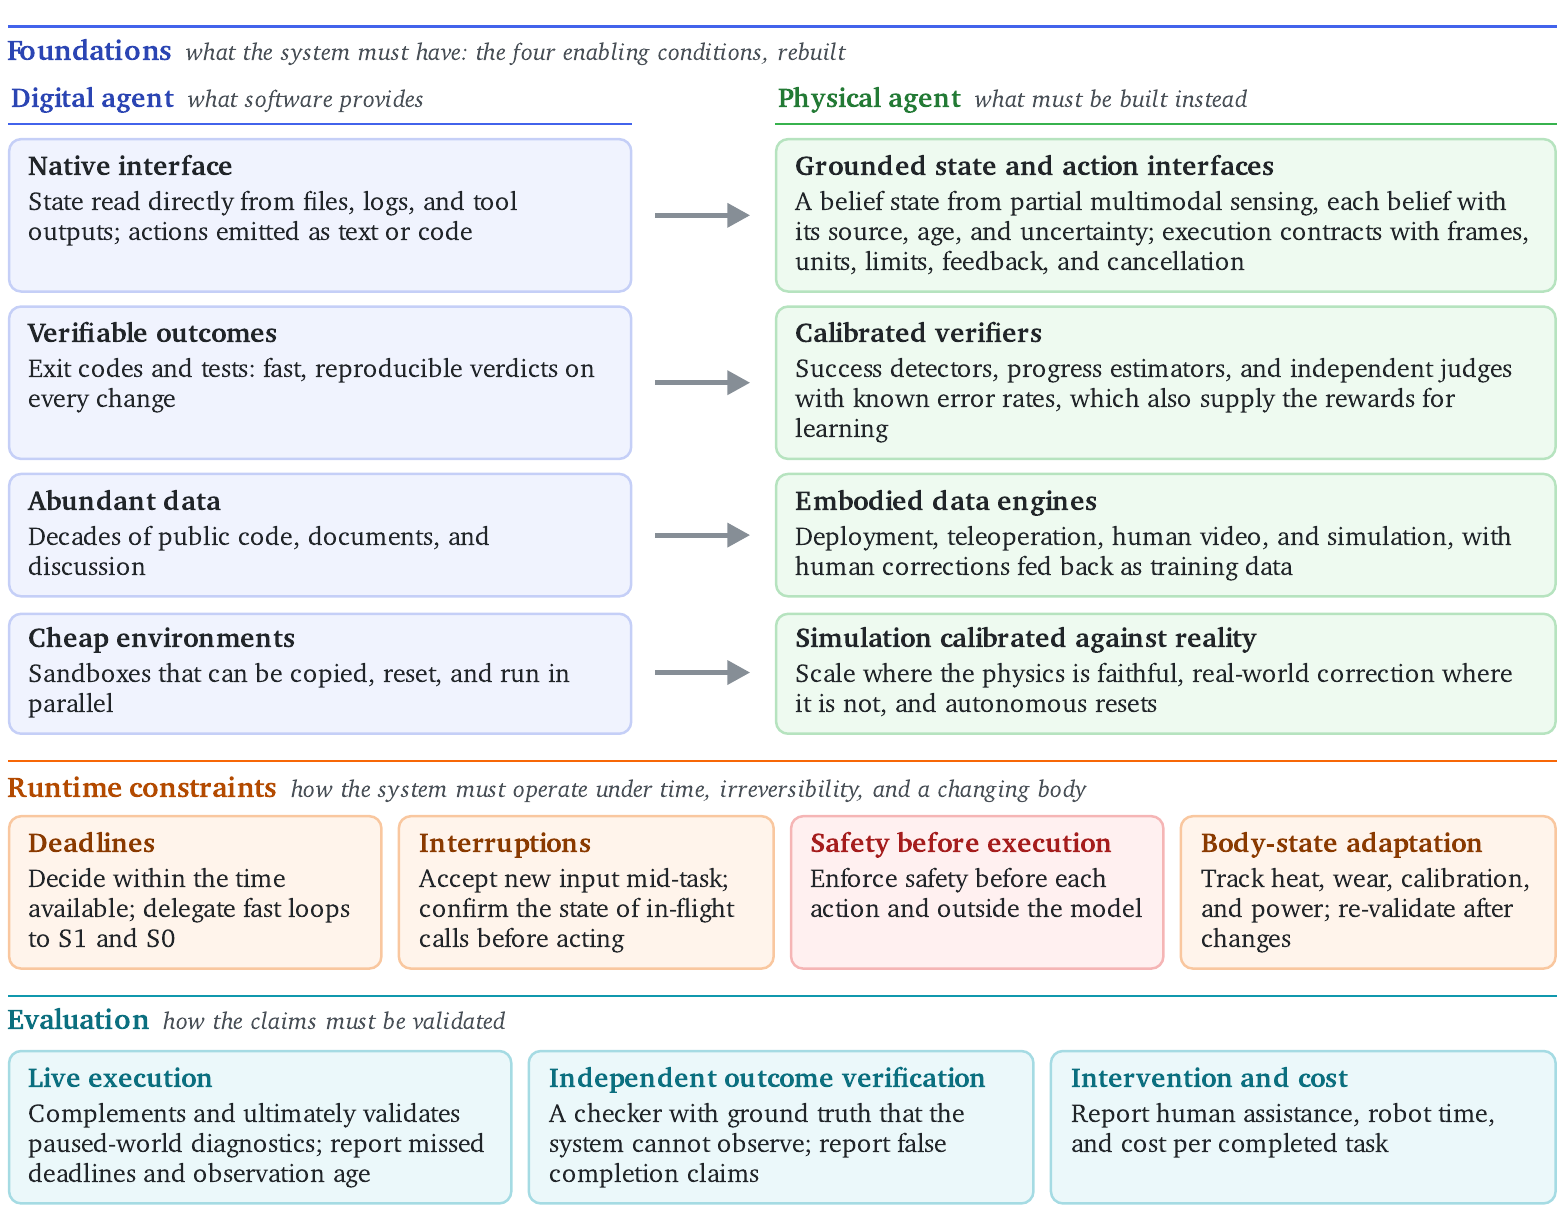 Foundations what the system must have: the four enabling conditions, rebuilt
Digital agent what software provides
Physical agent what must be built instead
Native interface
State read directly from files, logs, and tool
outputs; actions emitted as text or code
Grounded state and action interfaces
A belief state from partial multimodal sensing, each belief with
its source, age, and uncertainty; execution contracts with frames,
units, limits, feedback, and cancellation
Verifiable outcomes
Exit codes and tests: fast, reproducible verdicts on
every change
Calibrated verifiers
Success detectors, progress estimators, and independent judges
with known error rates, which also supply the rewards for
learning
Abundant data
Decades of public code, documents, and
discussion
Embodied data engines
Deployment, teleoperation, human video, and simulation, with
human corrections fed back as training data
Cheap environments
Sandboxes that can be copied, reset, and run in
parallel
Simulation calibrated against reality
Scale where the physics is faithful, real-world correction where
it is not, and autonomous resets
Runtime constraints how the system must operate under time, irreversibility, and a changing body
Deadlines
Decide within the time
available; delegate fast loops
to S1 and S0
Interruptions
Accept new input mid-task;
confirm the state of in-flight
calls before acting
Safety before execution
Enforce safety before each
action and outside the model
Body-state adaptation
Track heat, wear, calibration,
and power; re-validate after
changes
Evaluation how the claims must be validated
Live execution
Complements and ultimately validates
paused-world diagnostics; report missed
deadlines and observation age
Independent outcome verification
A checker with ground truth that the
system cannot observe; report false
completion claims
Intervention and cost
Report human assistance, robot time,
and cost per completed task